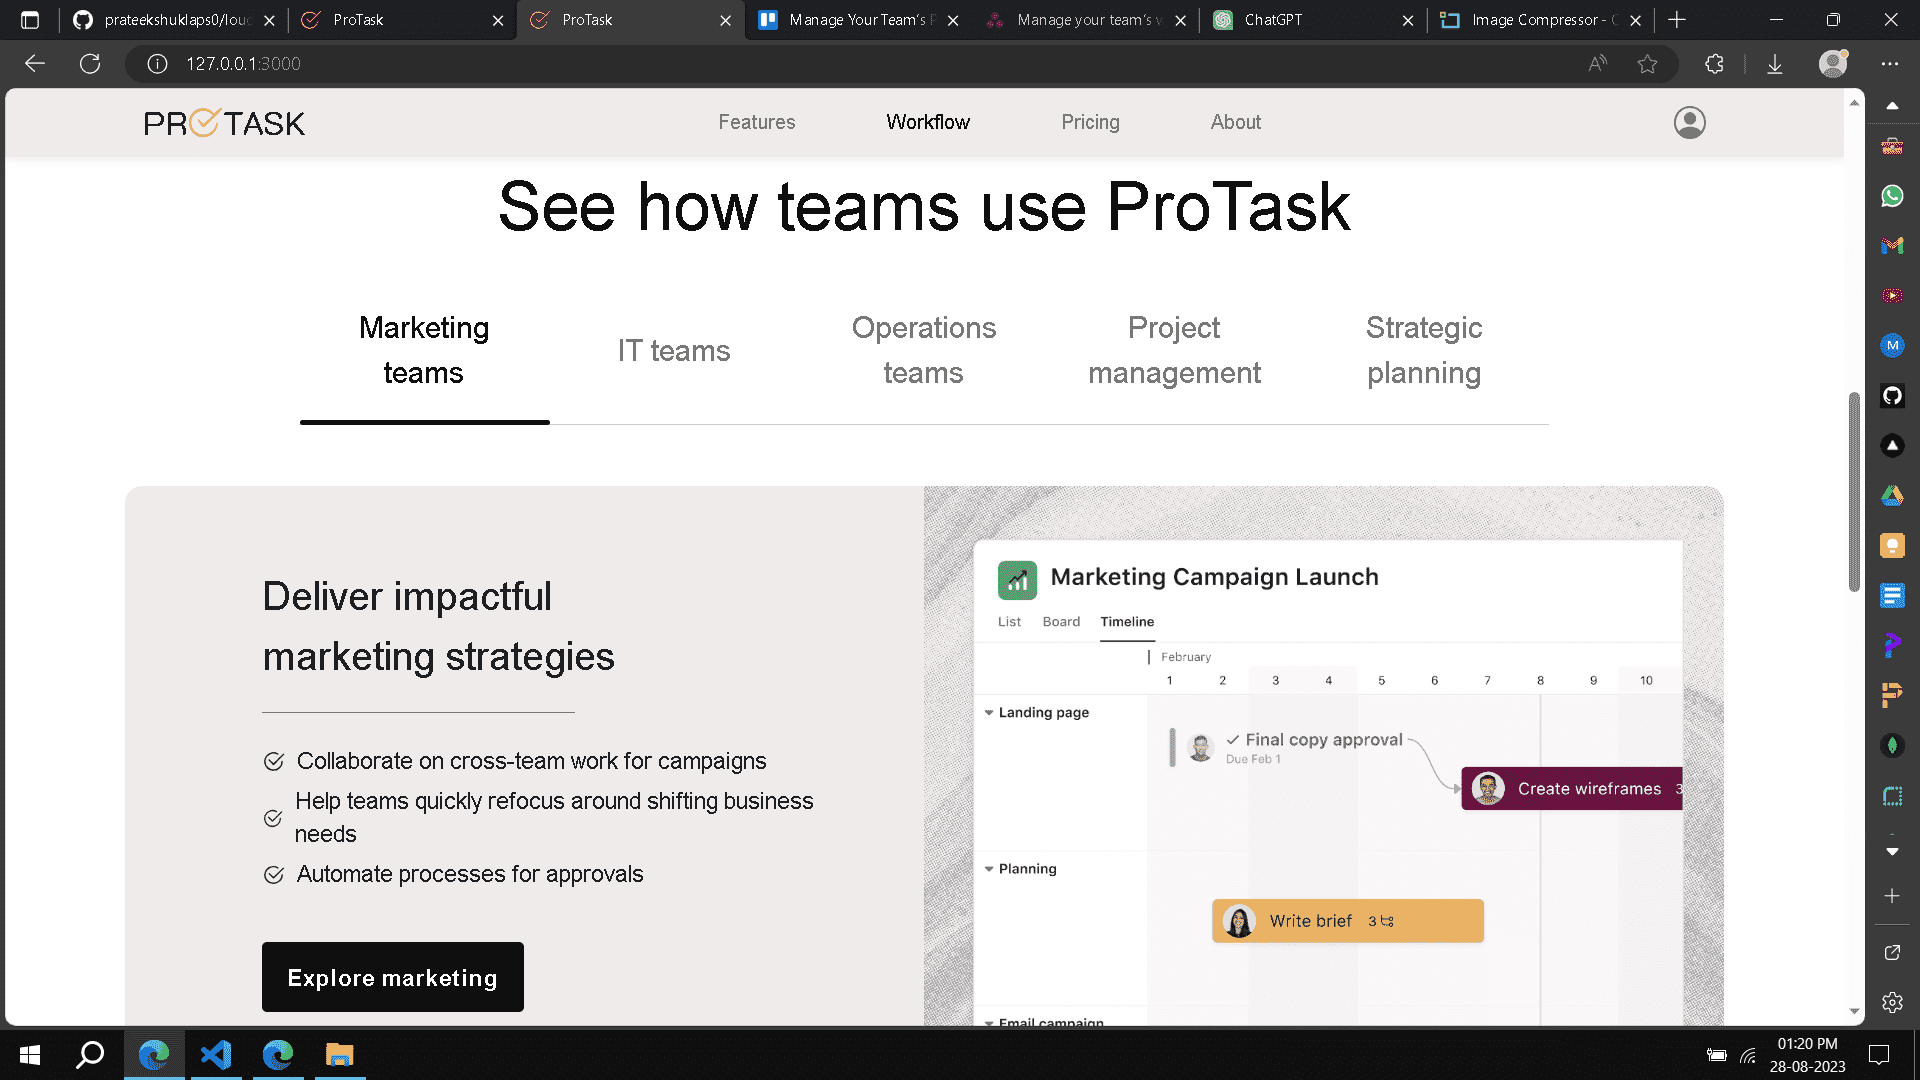 prateekshuklaps0/lou
ProTask
ProTask
Manage Your Team's
Manage your team's
ChatGPT
Image Compressor -
127.0.0.1:3000
PROTASK
Features
Workflow
Pricing
About
See how teams use ProTask
Marketing
teams
IT teams
Operations
teams
Project
management
Strategic
planning
Deliver impactful
marketing strategies
Collaborate on cross-team work for campaigns
Help teams quickly refocus around shifting business
needs
Automate processes for approvals
Explore marketing
Marketing Campaign Launch
List Board Timeline
February
1 2 3 4 5 6 7 8 9 10
Landing page
Final copy approval
Due Feb 1
Create wireframes 3
Planning
Write brief 3
Email campaign
M
01:20 PM
28-08-2023